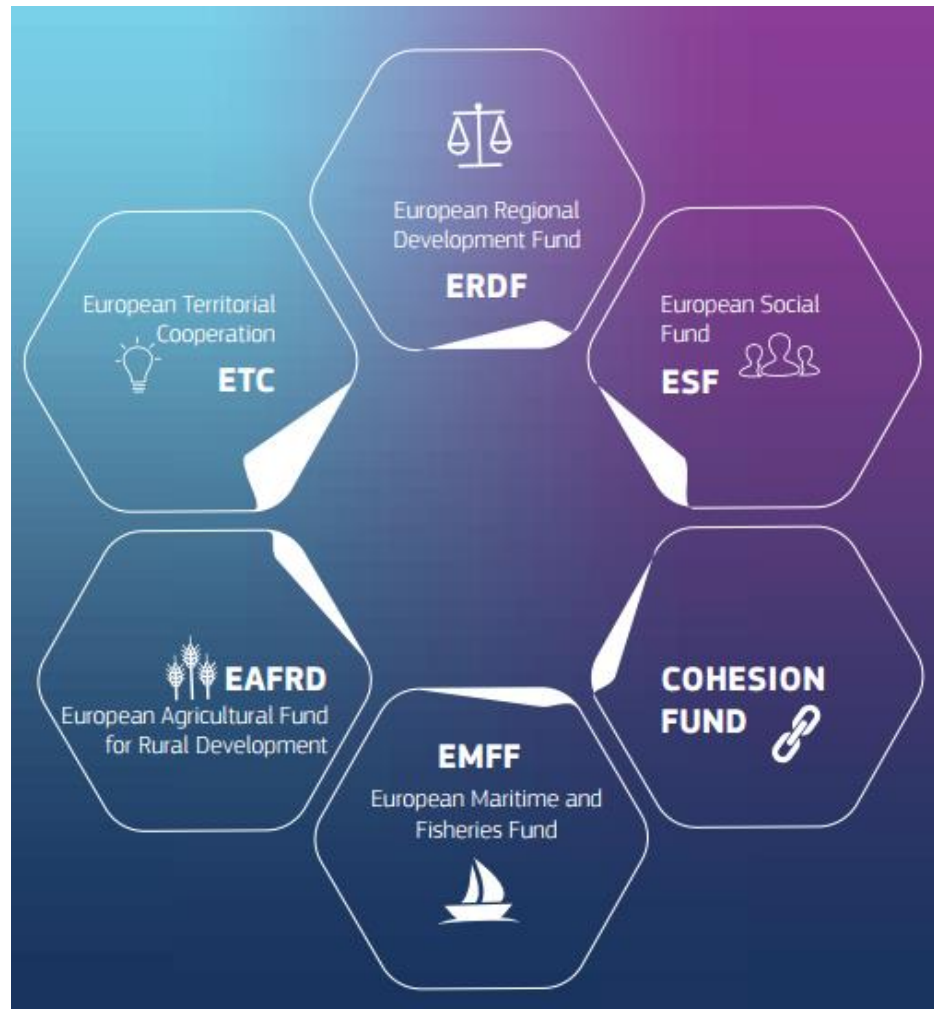 European Regional
Development Fund
ERDF
European Territorial
Cooperation
ETC
European Social
Fund
ESF
EAFRD
European Agricultural Fund
for Rural Development
COHESION
FUND
EMFF
European Maritime and
Fisheries Fund